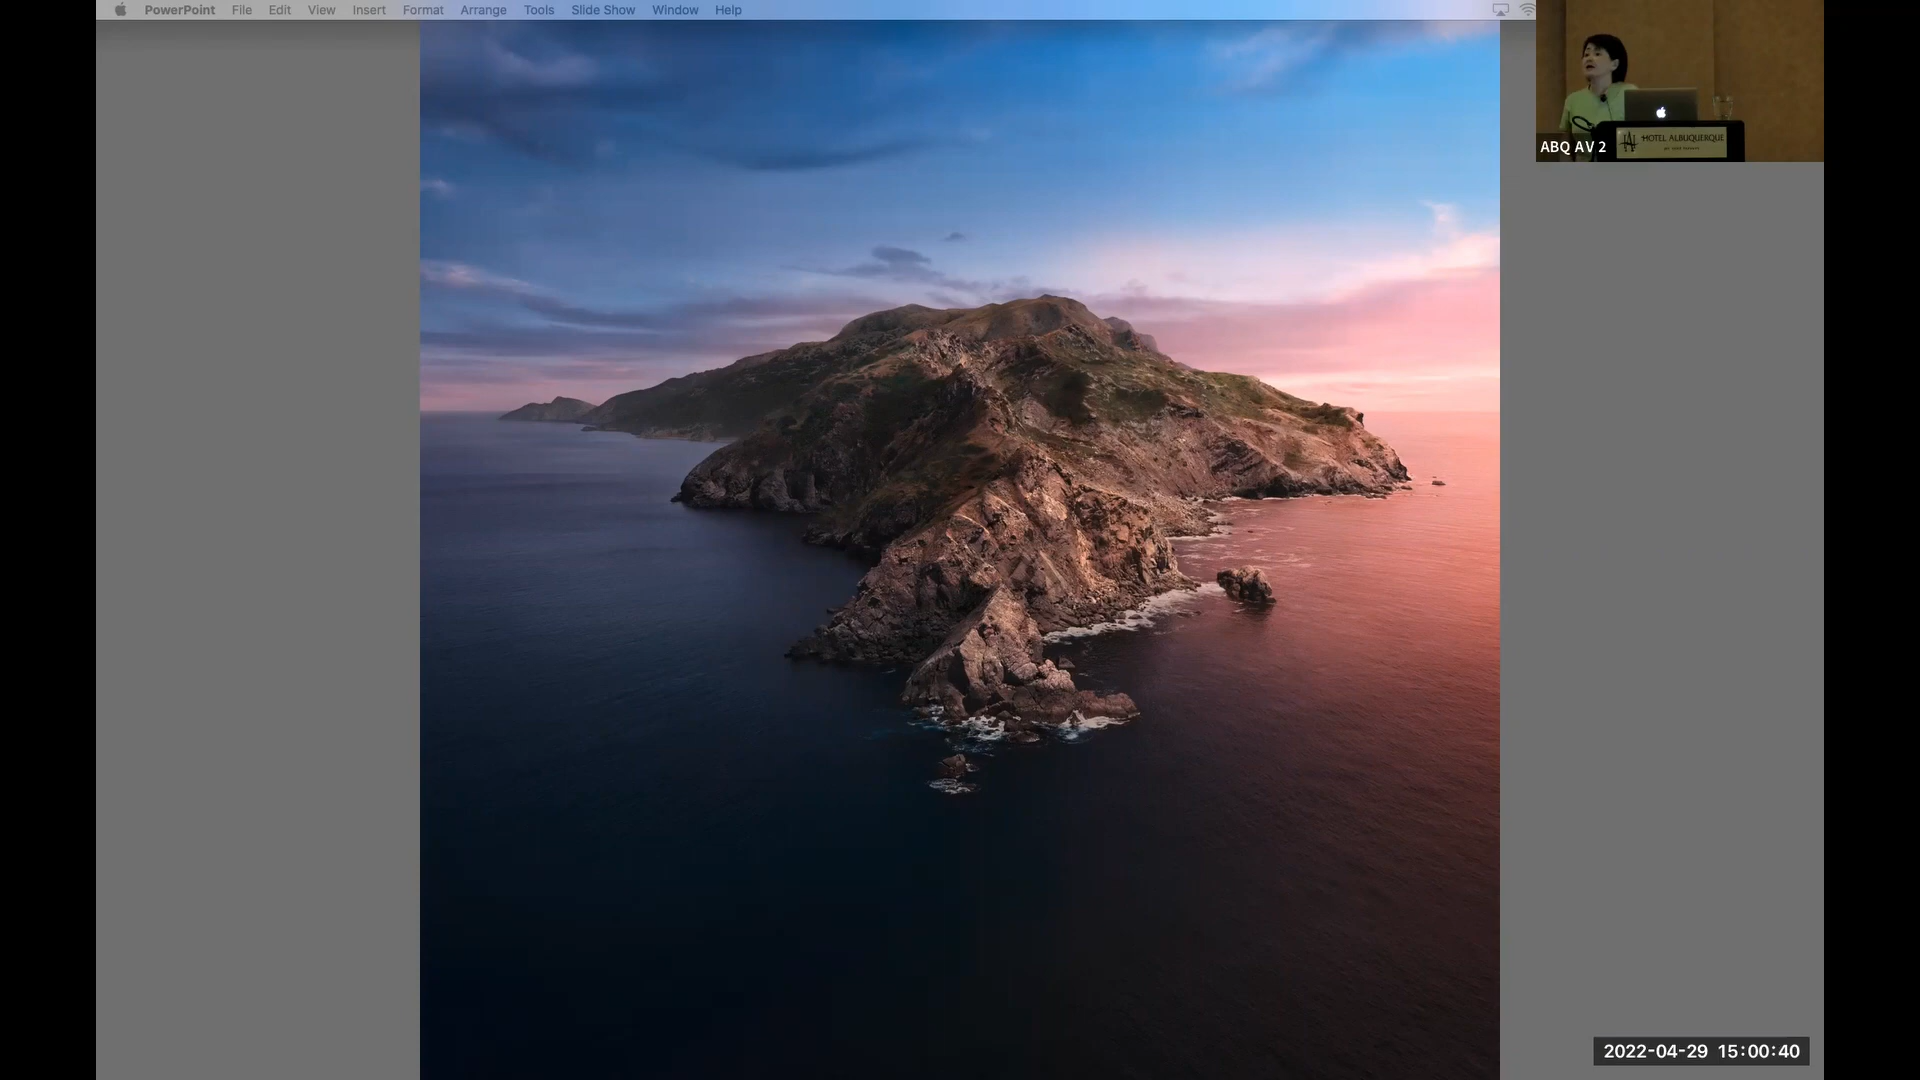 PowerPoint File Edit View Insert Format Arrange Tools Slide Show Window Help
HOTEL ALBUQUERQUE
ABQ AV 2
2022-04-29 15:00:40